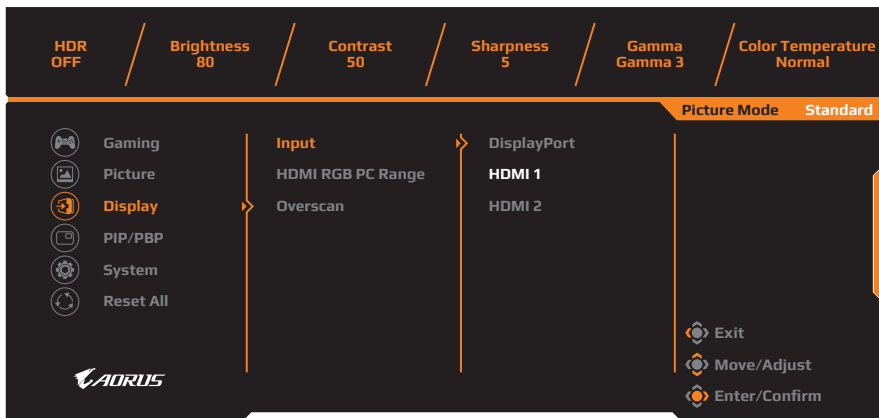 HDR Brightness Contrast Sharpness Gamma Color Temperature
OFF 80 50 5 Gamma 3 Normal
Picture Mode Standard
Gaming Input DisplayPort
Picture HDMI RGB PC Range HDMI 1
Display Overscan HDMI 2
PIP/PBP
System
Reset All
Exit
Move/Adjust
Enter/Confirm
AORUS